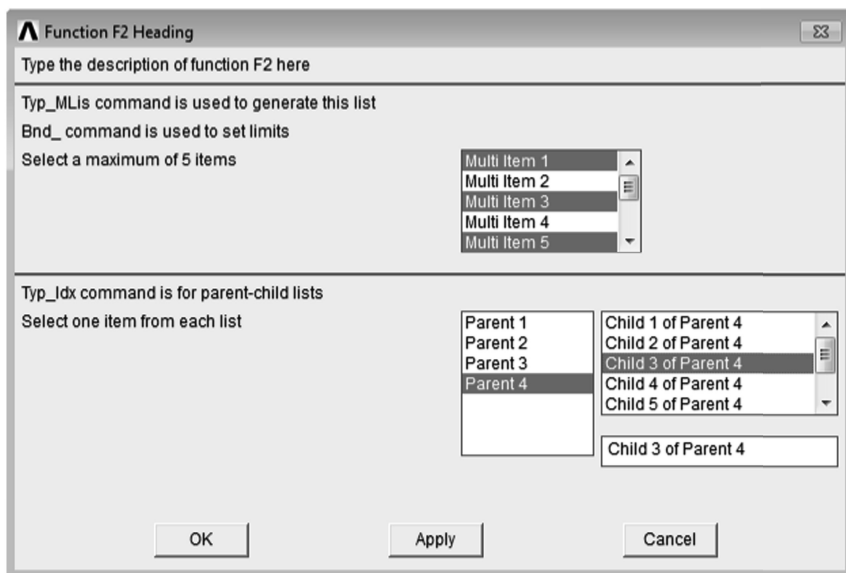 Function F2 Heading
Type the description of function F2 here
Typ_MLis command is used to generate this list
Bnd_ command is used to set limits
Select a maximum of 5 items
Multi Item 1
Multi Item 2
Multi Item 3
Multi Item 4
Multi Item 5
Typ_Idx command is for parent-child lists
Select one item from each list
Parent 1
Parent 2
Parent 3
Parent 4
Child 1 of Parent 4
Child 2 of Parent 4
Child 3 of Parent 4
Child 4 of Parent 4
Child 5 of Parent 4
Child 3 of Parent 4
OK
Apply
Cancel